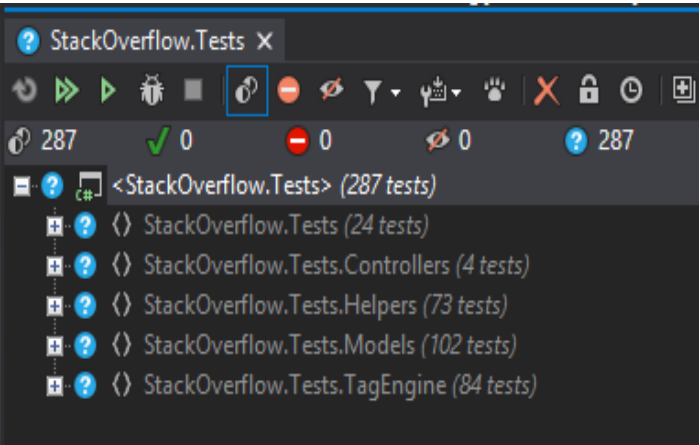 StackOverflow.Tests
287 0 0 0 287
<StackOverflow.Tests> (287 tests)
StackOverflow.Tests (24 tests)
StackOverflow.Tests.Controllers (4 tests)
StackOverflow.Tests.Helpers (73 tests)
StackOverflow.Tests.Models (102 tests)
StackOverflow.Tests.TagEngine (84 tests)